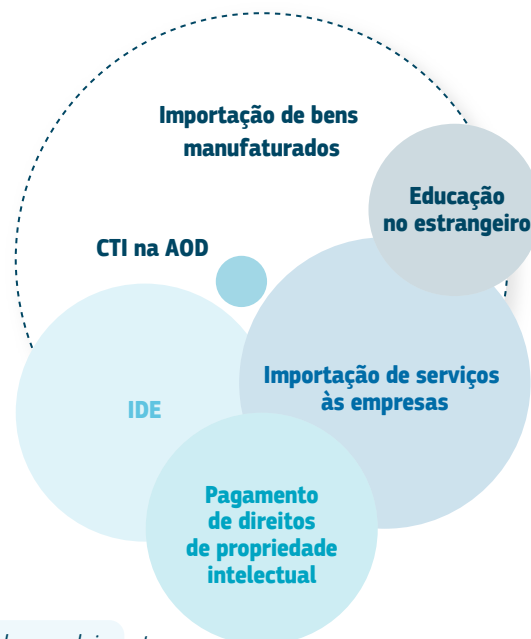 Importação de bens
manufaturados
Educação
no estrangeiro
CTI na AOD
Importação de serviços
às empresas
IDE
Pagamento
de direitos
de propriedade
intelectual